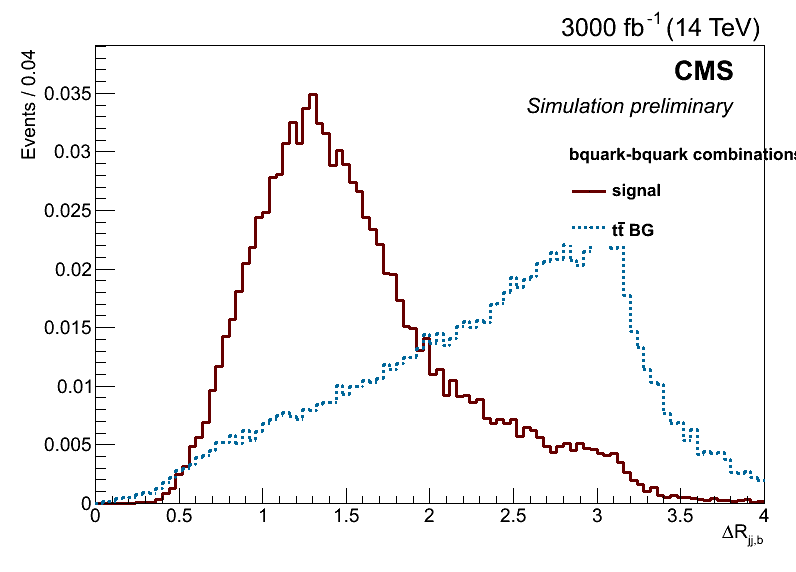 3000 fb⁻¹ (14 TeV)
CMS
Simulation preliminary
bquark-bquark combinations
signal
tt̄ BG
Events / 0.04
0.035
0.03
0.025
0.02
0.015
0.01
0.005
0
0 0.5 1 1.5 2 2.5 3 3.5 4
ΔR_jj,b